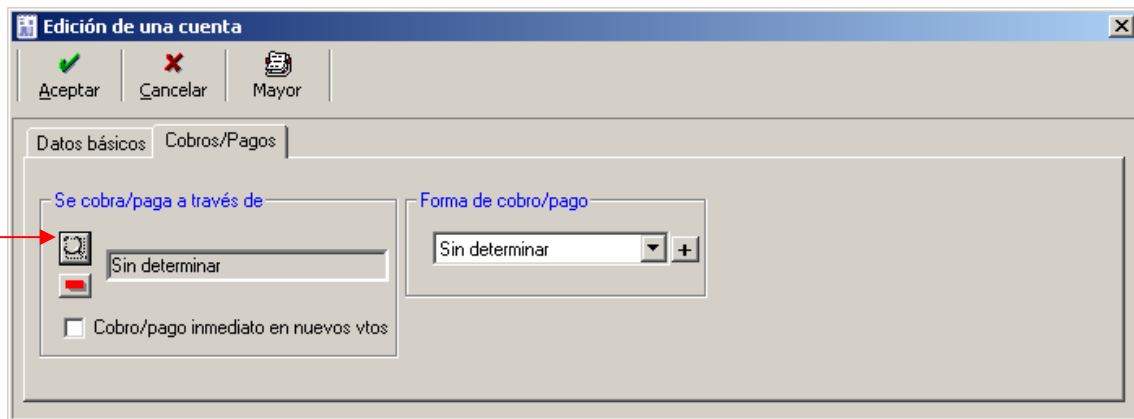 Edición de una cuenta
Aceptar Cancelar Mayor
Datos básicos Cobros/Pagos
Se cobra/paga a través de
Sin determinar
Cobro/pago inmediato en nuevos vtos
Forma de cobro/pago
Sin determinar +